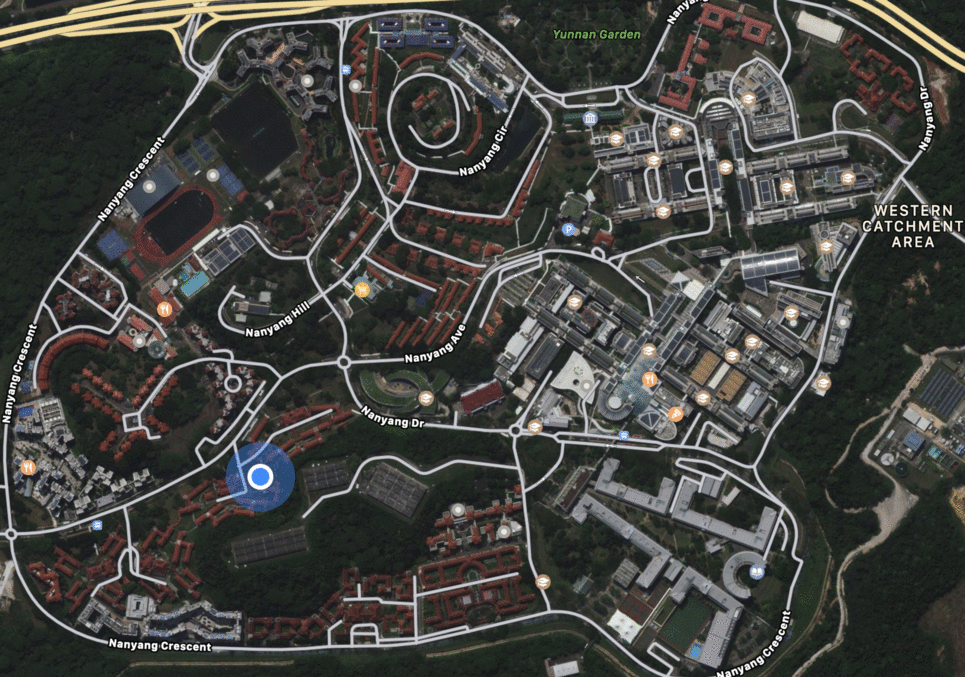 Nanyang
Yunnan Garden
Nanyang Dr
Nanyang Crescent
Nanyang Cir
WESTERN
CATCHMENT
AREA
Nanyang Hill
Nanyang Ave
Nanyang Crescent
Nanyang Dr
P
Nanyang Crescent
Nanyang Crescent